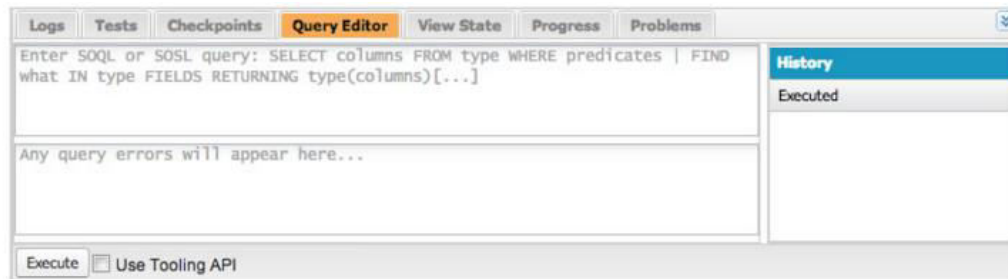 Logs Tests Checkpoints Query Editor View State Progress Problems
Enter SOQL or SOSL query: SELECT columns FROM type WHERE predicates | FIND
what IN type FIELDS RETURNING type(columns)[...]
History
Executed
Any query errors will appear here...
Execute Use Tooling API